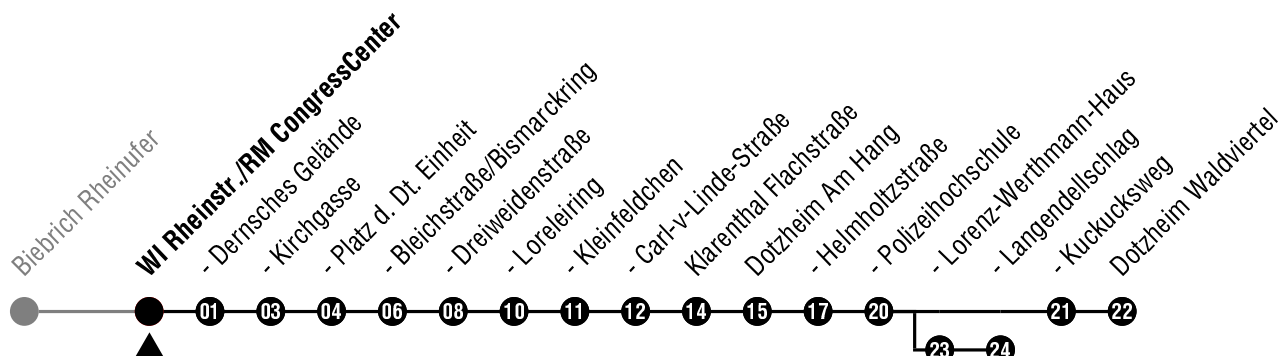 Biebrich Rheinufer
WI Rheinstr./RM CongressCenter
- Dernsches Gelände
- Kirchgasse
- Platz d. Dt. Einheit
- Bleichstraße/Bismarckring
- Dreiweidenstraße
- Loreleiring
- Kleinfeldchen
- Carl-v-Linde-Straße
Klarenthal Flachstraße
Dotzheim Am Hang
- Helmholtzstraße
- Polizeihochschule
- Lorenz-Werthmann-Haus
- Langendellschlag
- Kuckucksweg
Dotzheim Waldviertel
01 03 04 06 08 10 11 12 14 15 17 20 21 22
23 24